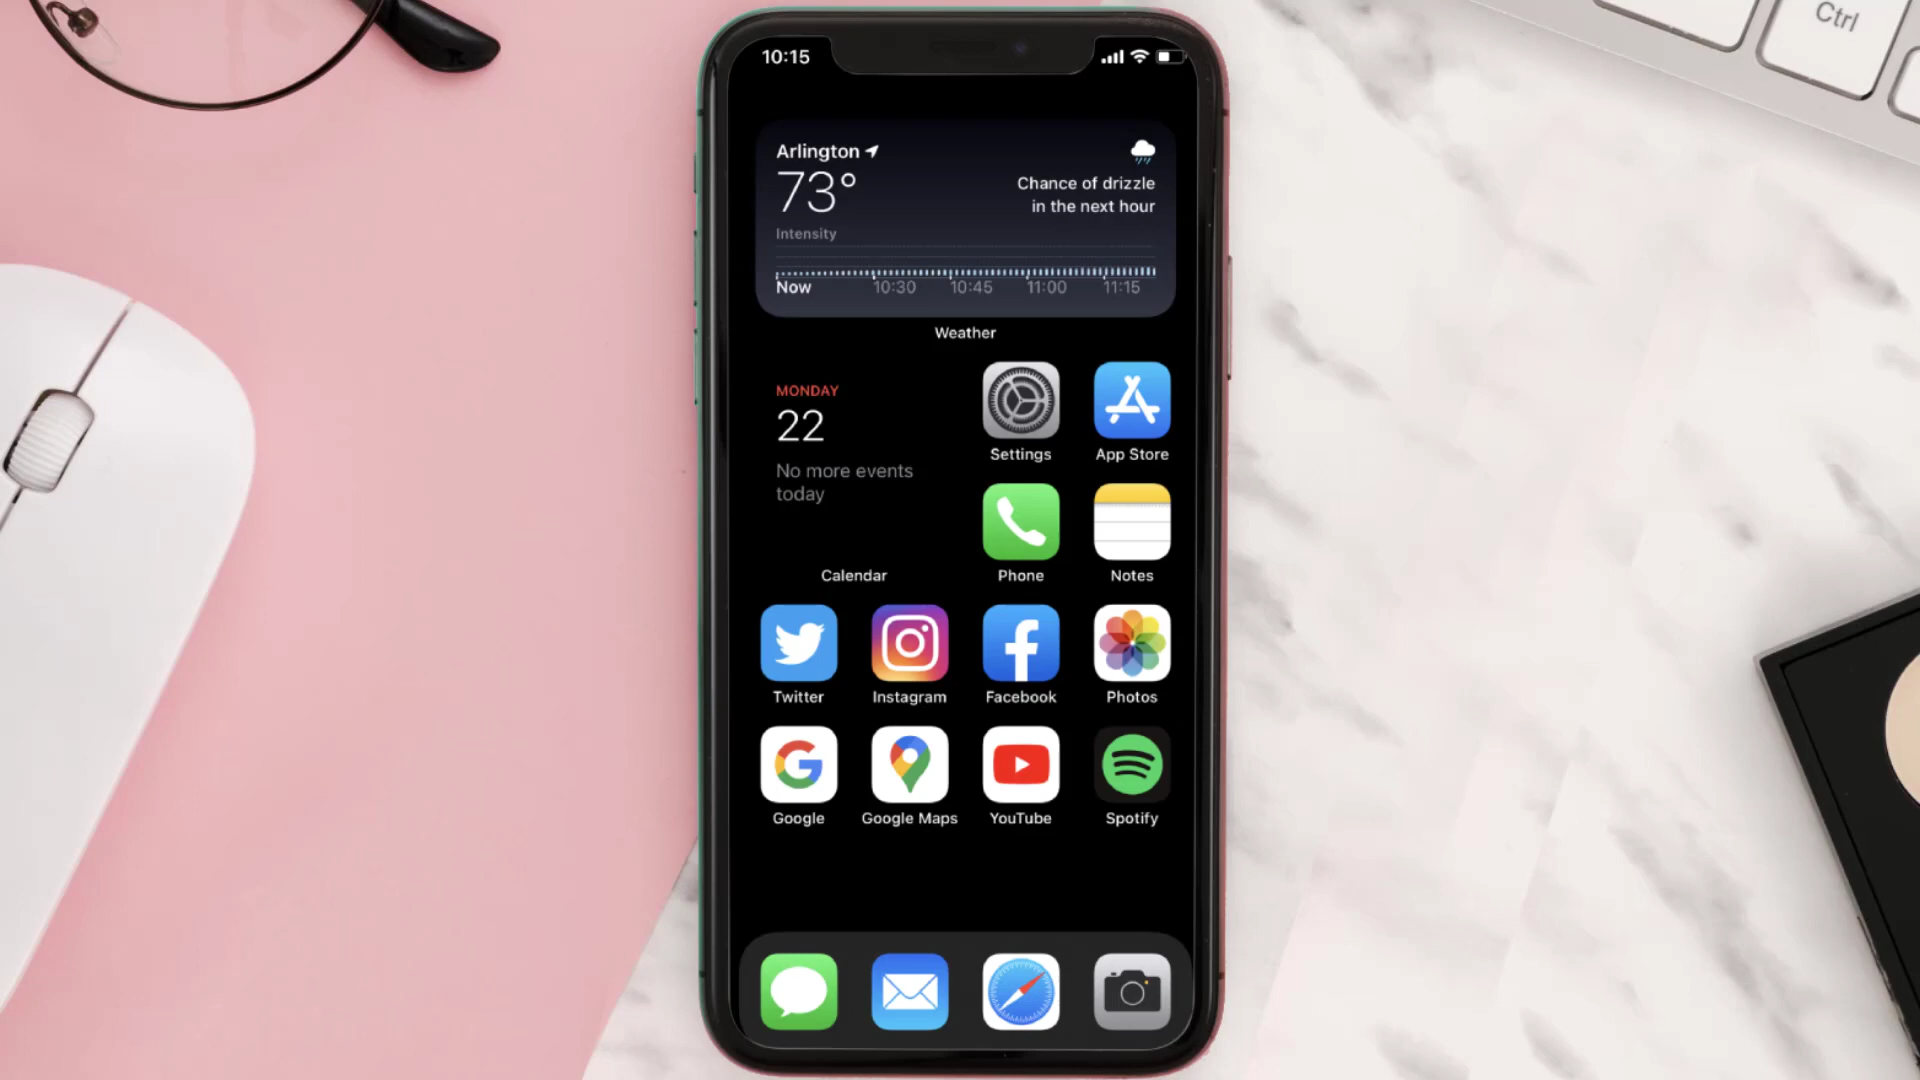 Ctrl
10:15
Arlington
73°
Chance of drizzle
in the next hour
Intensity
Now 10:30 10:45 11:00 11:15
Weather
MONDAY
22
No more events
today
Calendar
Settings
App Store
Phone
Notes
Twitter
Instagram
Facebook
Photos
Google
Google Maps
YouTube
Spotify